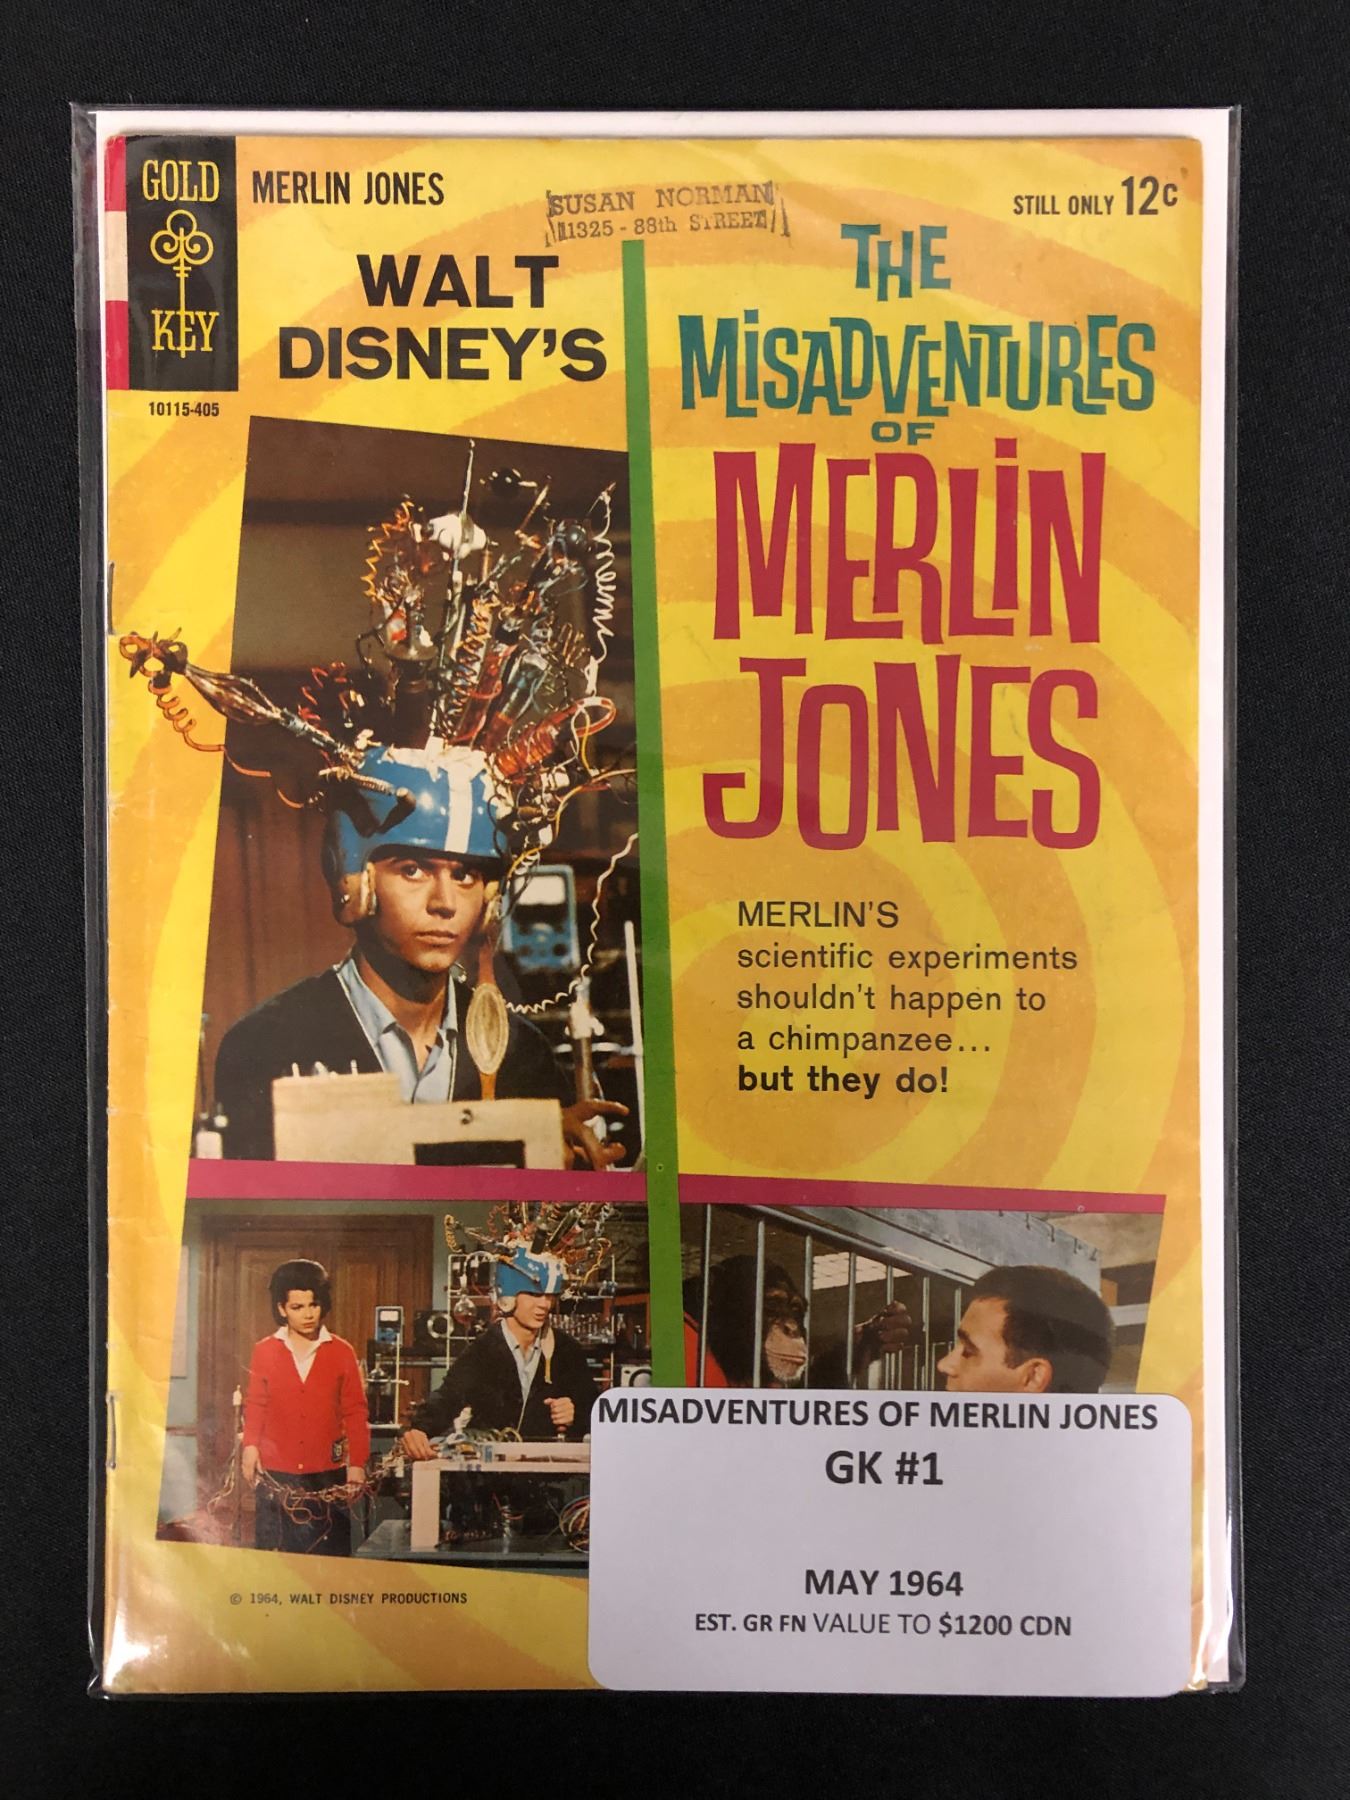 GOLD
KEY
MERLIN JONES
SUSAN NORMAN
11325 - 88th STREET
STILL ONLY 12c
10115-405
WALT
DISNEY'S
THE
MISADVENTURES
OF
MERLIN
JONES
MERLIN'S
scientific experiments
shouldn't happen to
a chimpanzee...
but they do!
© 1964, WALT DISNEY PRODUCTIONS
MISADVENTURES OF MERLIN JONES
GK #1
MAY 1964
EST. GR FN VALUE TO $1200 CDN